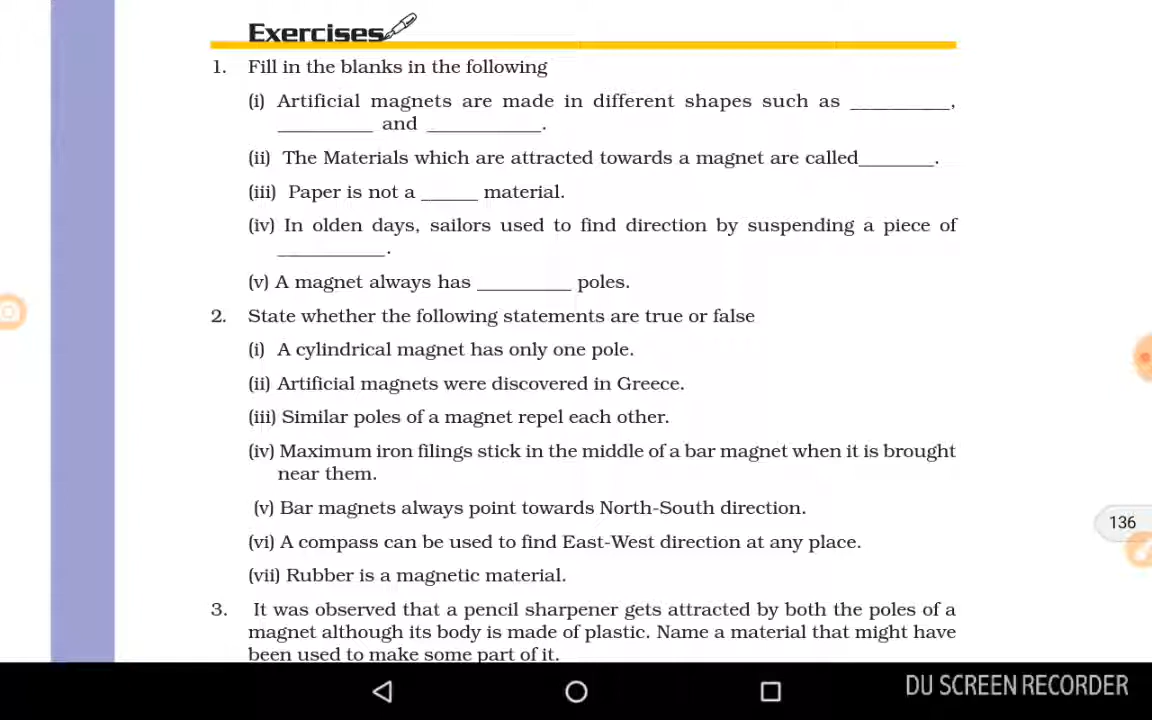 Exercises
1. Fill in the blanks in the following
(i) Artificial magnets are made in different shapes such as __________,
__________ and ____________.
(ii) The Materials which are attracted towards a magnet are called________.
(iii) Paper is not a ______ material.
(iv) In olden days, sailors used to find direction by suspending a piece of
___________.
(v) A magnet always has __________ poles.
2. State whether the following statements are true or false
(i) A cylindrical magnet has only one pole.
(ii) Artificial magnets were discovered in Greece.
(iii) Similar poles of a magnet repel each other.
(iv) Maximum iron filings stick in the middle of a bar magnet when it is brought
near them.
(v) Bar magnets always point towards North-South direction.
136
(vi) A compass can be used to find East-West direction at any place.
(vii) Rubber is a magnetic material.
3. It was observed that a pencil sharpener gets attracted by both the poles of a
magnet although its body is made of plastic. Name a material that might have
been used to make some part of it.
DU SCREEN RECORDER